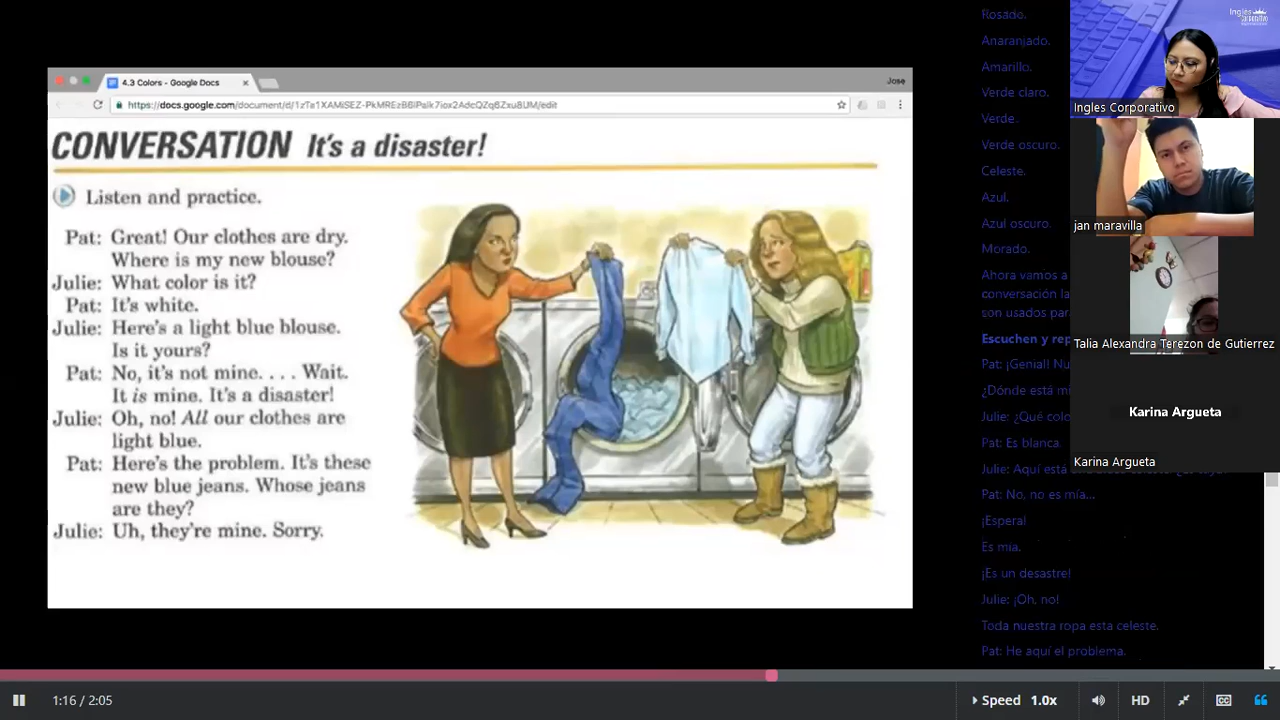 4.3 Colors - Google Docs
Jose
CONVERSATION It's a disaster!
Listen and practice.
Pat: Great! Our clothes are dry.
Where is my new blouse?
Julie: What color is it?
Pat: It's white.
Julie: Here's a light blue blouse.
Is it yours?
Pat: No, it's not mine. . . . Wait.
It is mine. It's a disaster!
Julie: Oh, no! All our clothes are
light blue.
Pat: Here's the problem. It's these
new blue jeans. Whose jeans
are they?
Julie: Uh, they're mine. Sorry.
Rosado.
Anaranjado.
Amarillo.
Verde claro.
Verde.
Verde oscuro.
Celeste.
Azul.
Azul oscuro.
Morado.
Ahora vamos a
conversación la
son usados par
Escuchen y rep
Pat: ¡Genial! Nu
¿Dónde está mi
Julie: ¿Qué colo
Pat: Es blanca.
Julie: Aquí está
Pat: No, no es mía...
¡Espera!
Es mía.
¡Es un desastre!
Julie: ¡Oh, no!
Toda nuestra ropa esta celeste.
Pat: He aquí el problema.
Ingles Corporativo
jan maravilla
Talia Alexandra Terezon de Gutierrez
Karina Argueta
Karina Argueta
1:16 / 2:05
Speed 1.0x
HD
CC